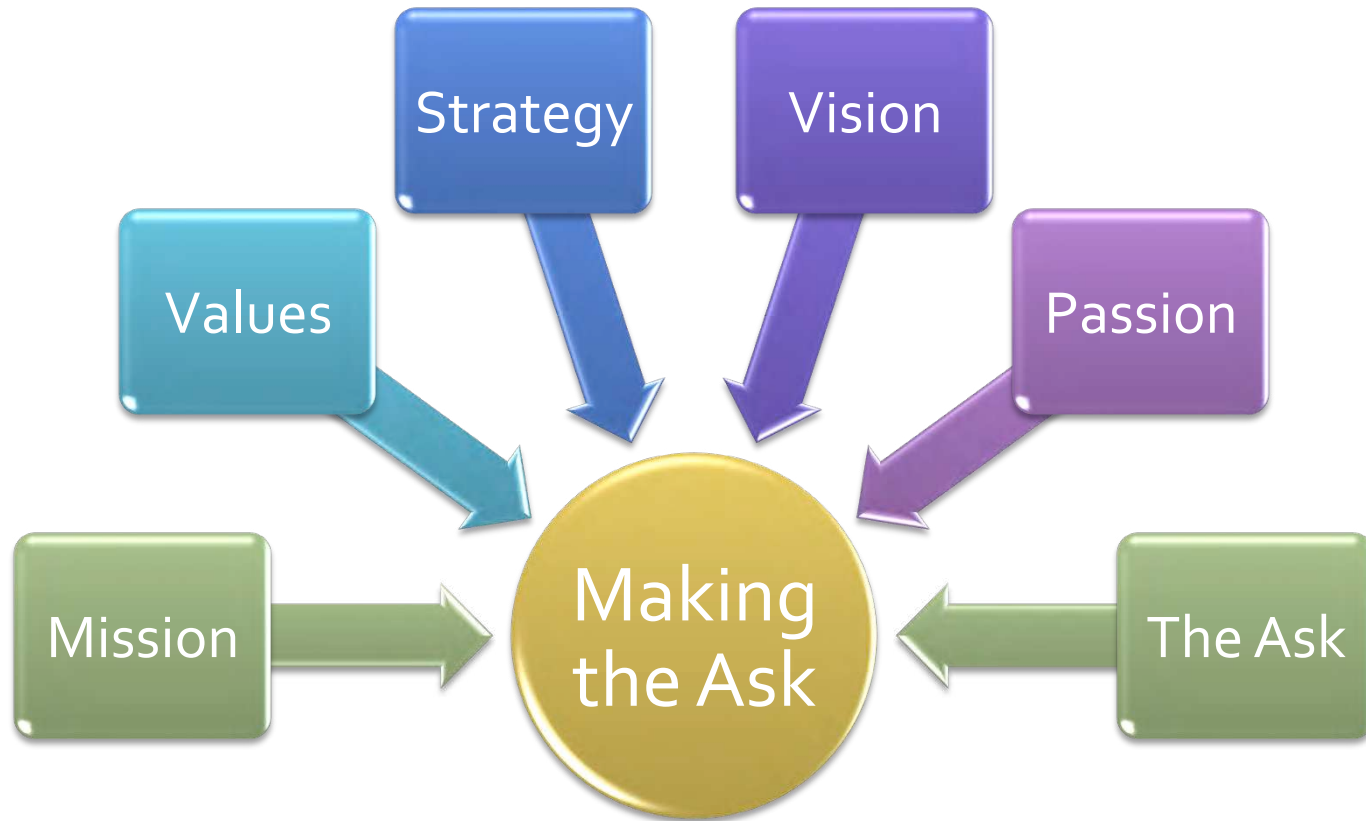 Strategy
Vision
Values
Passion
Mission
Making
the Ask
The Ask